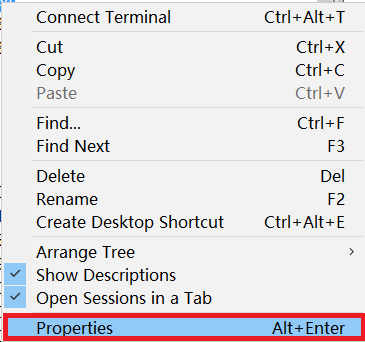 Connect Terminal Ctrl+Alt+T
Cut Ctrl+X
Copy Ctrl+C
Paste Ctrl+V
Find... Ctrl+F
Find Next F3
Delete Del
Rename F2
Create Desktop Shortcut Ctrl+Alt+E
Arrange Tree
Show Descriptions
Open Sessions in a Tab
Properties Alt+Enter